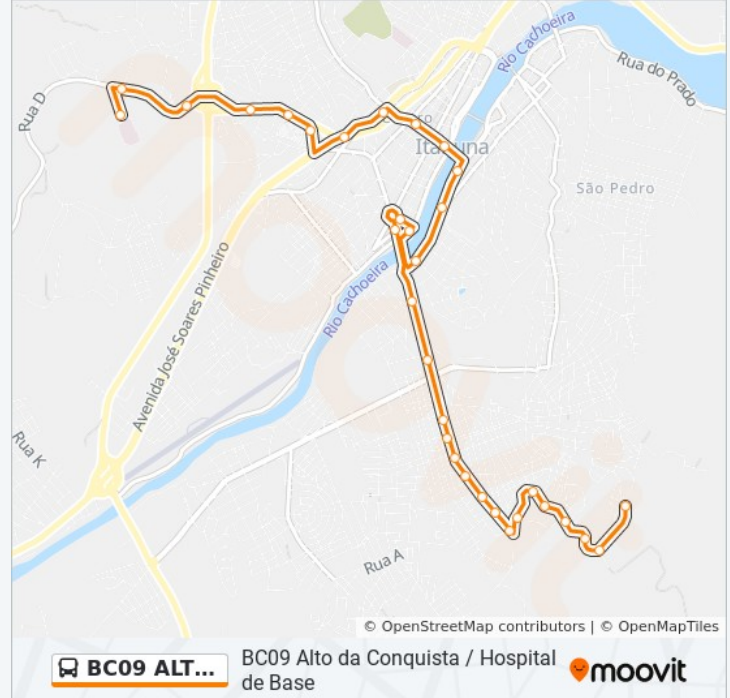 Rio Cachoeira
Rua do Prado
Rua D
Itabuna
São Pedro
Rio Cachoeira
Avenida José Soares Pinheiro
Rua K
Rua A
© OpenStreetMap contributors | © OpenMapTiles
BC09 ALT...
BC09 Alto da Conquista / Hospital
de Base
moovit